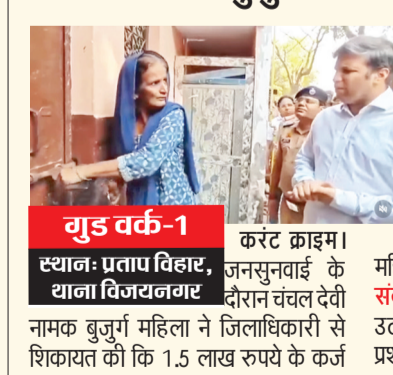 गुड वर्क-1
स्थानः प्रताप विहार,
थाना विजयनगर
करंट क्राइम।
जनसुनवाई के
दौरान चंचल देवी
नामक बुजुर्ग महिला ने जिलाधिकारी से
शिकायत की कि 1.5 लाख रुपये के कर्ज